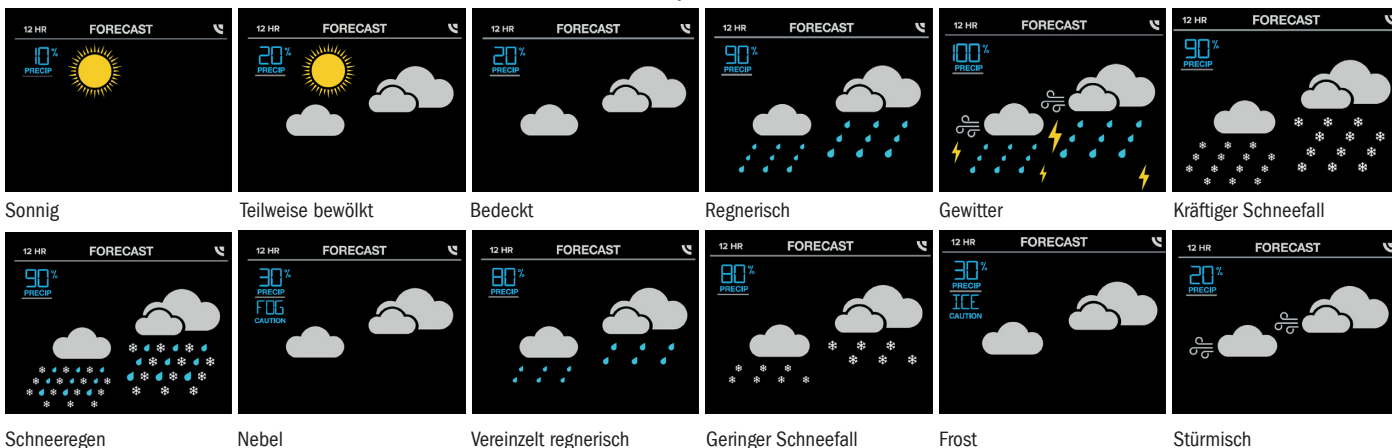 12 HR FORECAST
10% PRECIP
12 HR FORECAST
20% PRECIP
12 HR FORECAST
20% PRECIP
12 HR FORECAST
90% PRECIP
12 HR FORECAST
100% PRECIP
12 HR FORECAST
90% PRECIP
Sonnig
Teilweise bewölkt
Bedeckt
Regnerisch
Gewitter
Kräftiger Schneefall
12 HR FORECAST
90% PRECIP
12 HR FORECAST
30% PRECIP
FOG
CAUTION
12 HR FORECAST
80% PRECIP
12 HR FORECAST
80% PRECIP
12 HR FORECAST
30% PRECIP
ICE
CAUTION
12 HR FORECAST
20% PRECIP
Schneeregen
Nebel
Vereinzelt regnerisch
Geringer Schneefall
Frost
Stürmisch